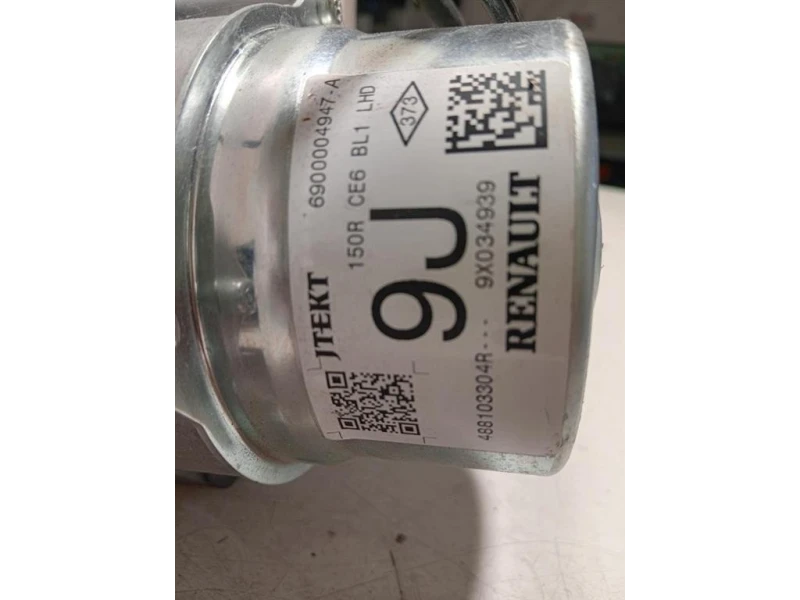 6900004947-A
150R CE6 BL1 LHD
373
JTEKT
9J
488103304R--- 9X034939
RENAULT